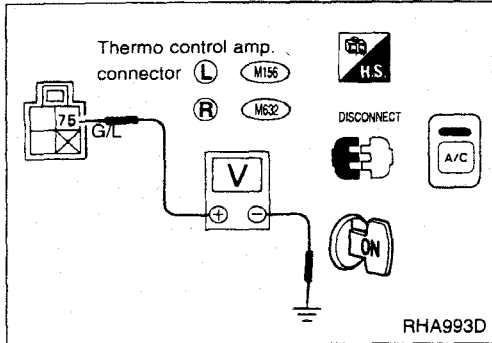 Thermo control amp.
connector L M156
R M632
H.S.
DISCONNECT
75
G/L
A/C
V
+ −
ON
RHA993D